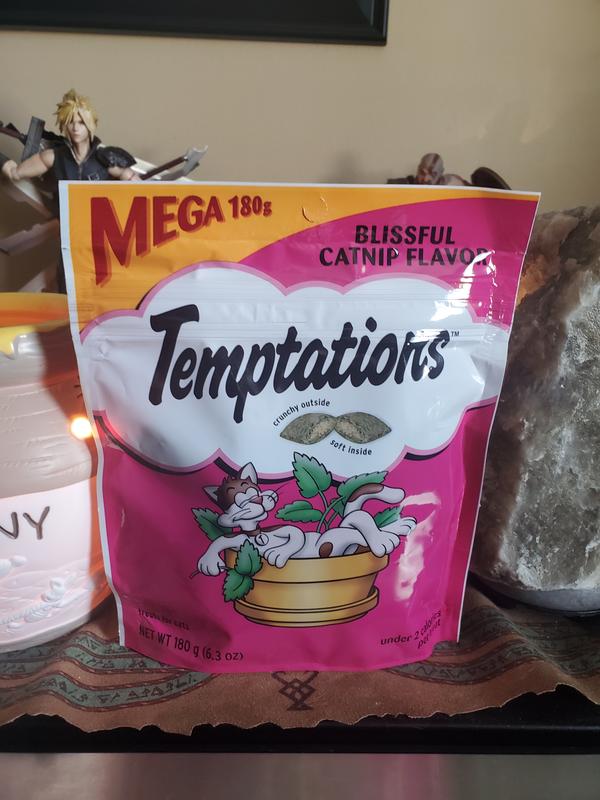 MEGA 180g
BLISSFUL
CATNIP FLAVOR
Temptations™
crunchy outside
soft inside
treats for cats
NET WT 180 g (6.3 OZ)
under 2 calories
per treat
NY